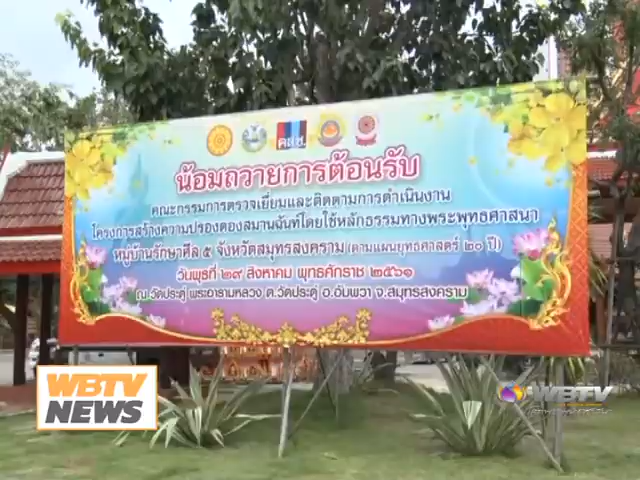 คสช.
น้อมถวายการต้อนรับ
คณะกรรมการตรวจเยี่ยมและติดตามการดำเนินงาน
โครงการสร้างความปรองดองสมานฉันท์โดยใช้หลักธรรมทางพระพุทธศาสนา
หมู่บ้านรักษาศีล ๕ จังหวัดสมุทรสงคราม (ตามแผนยุทธศาสตร์ ๒๐ ปี)
วันพุธที่ ๒๙ สิงหาคม พุทธศักราช ๒๕๖๑
ณ วัดประดู่ พระอารามหลวง ต.วัดประดู่ อ.อัมพวา จ.สมุทรสงคราม
WBTV
NEWS
WBTV